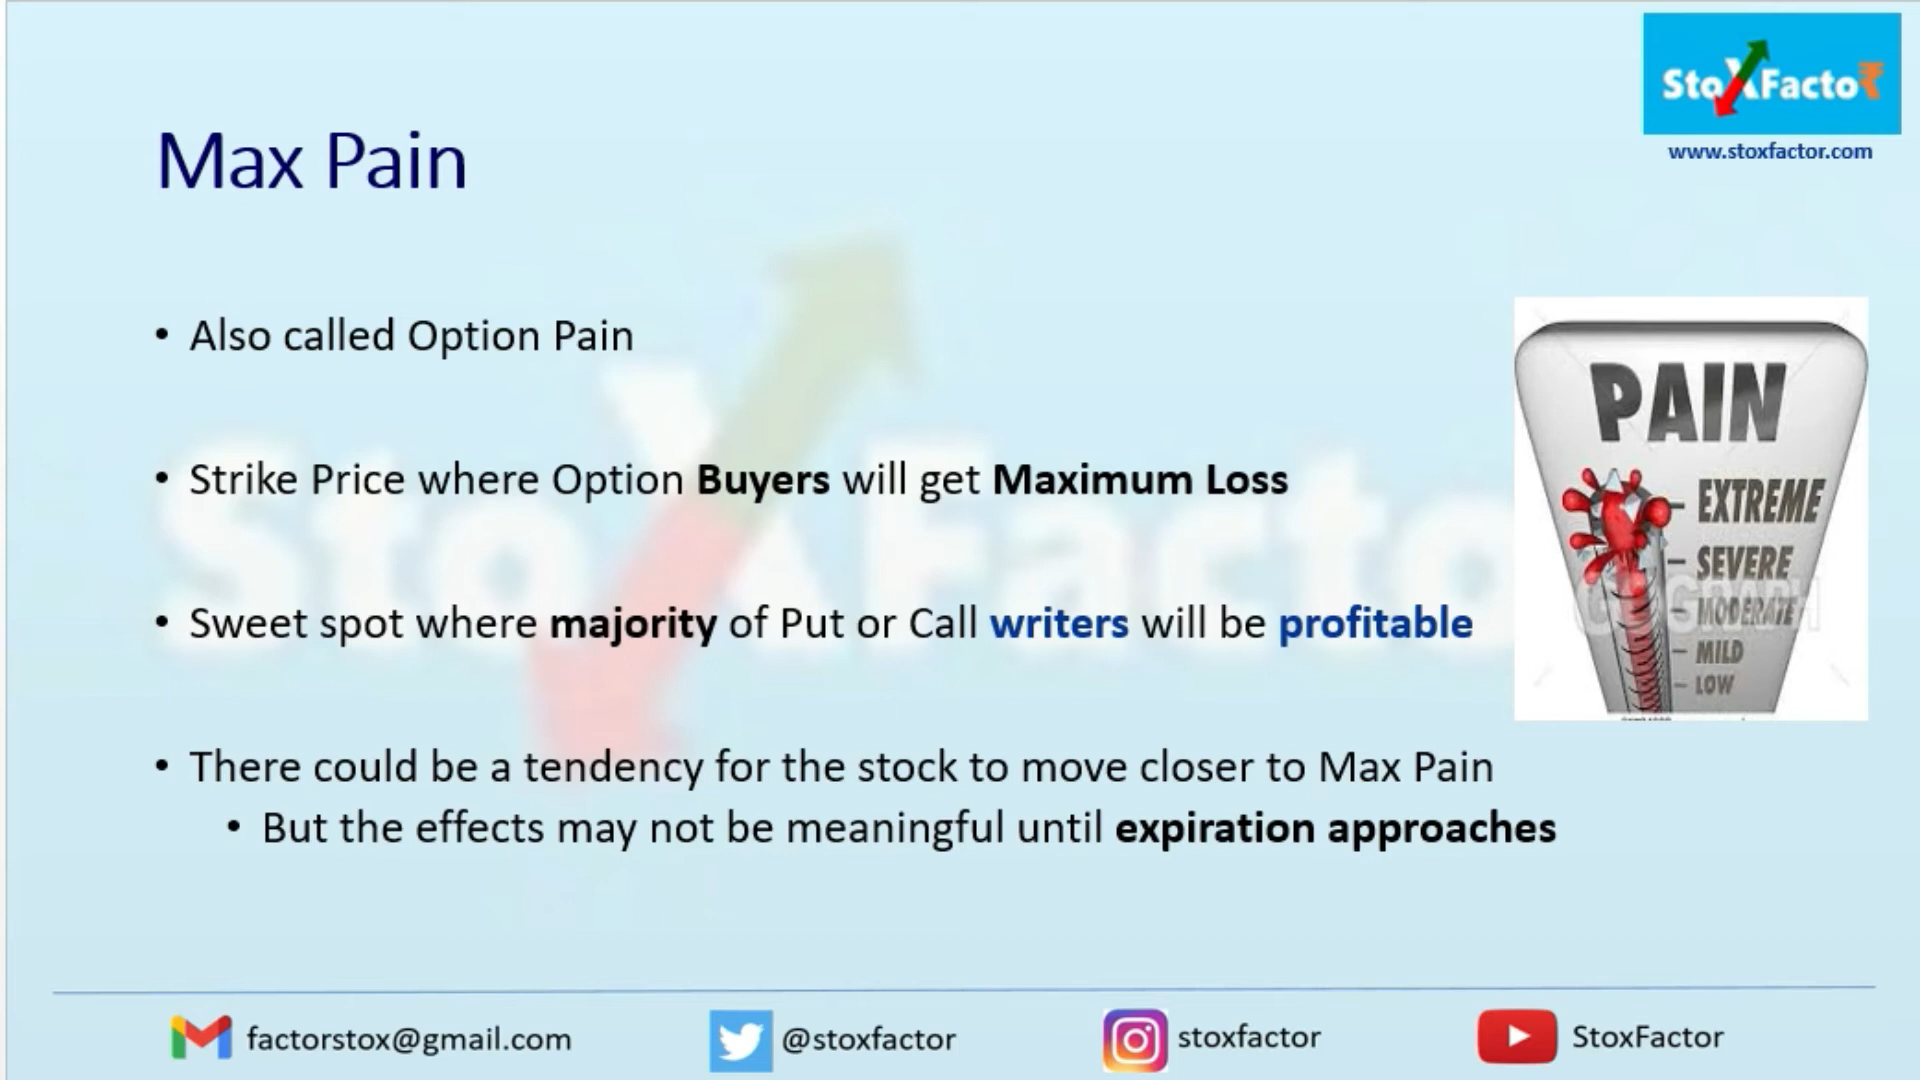 StoXFacto₹
www.stoxfactor.com
Max Pain
• Also called Option Pain
• Strike Price where Option Buyers will get Maximum Loss
• Sweet spot where majority of Put or Call writers will be profitable
• There could be a tendency for the stock to move closer to Max Pain
• But the effects may not be meaningful until expiration approaches
PAIN
EXTREME
SEVERE
MODERATE
MILD
LOW
StoXFacto
factorstox@gmail.com
@stoxfactor
stoxfactor
StoxFactor